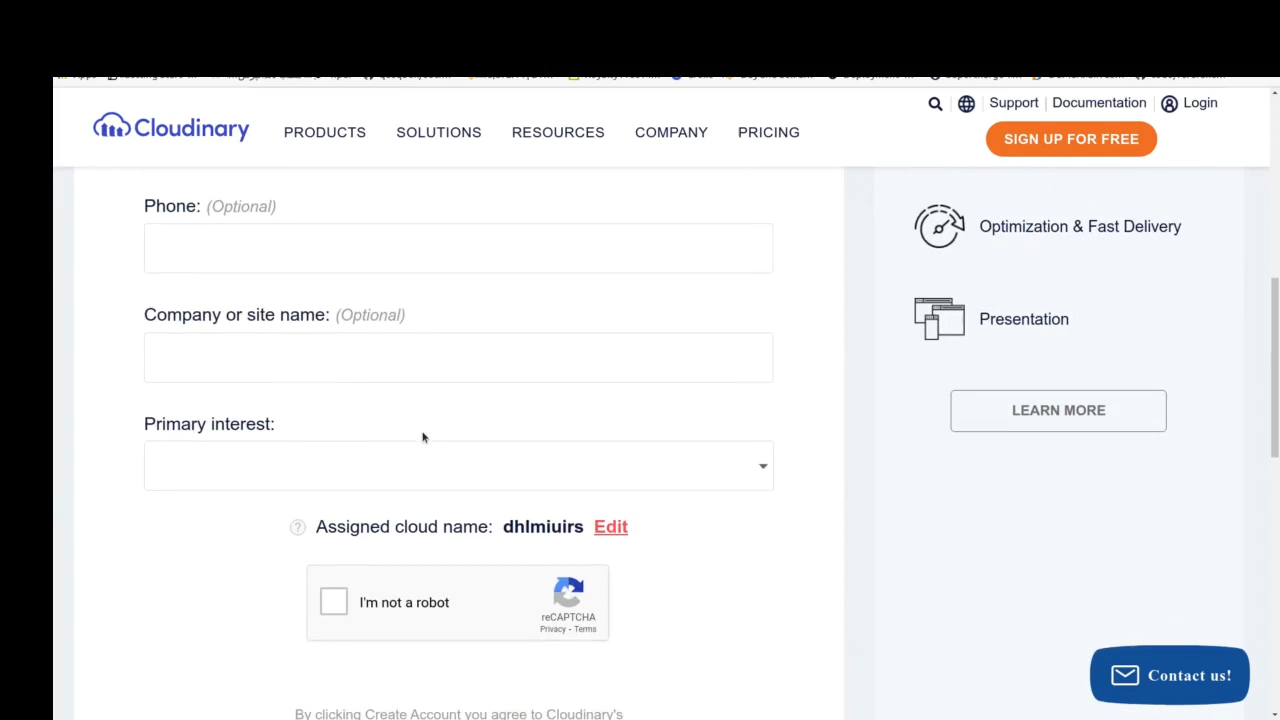 Support | Documentation Login
Cloudinary PRODUCTS SOLUTIONS RESOURCES COMPANY PRICING
SIGN UP FOR FREE
Phone: (Optional)
Optimization & Fast Delivery
Company or site name: (Optional)
Presentation
LEARN MORE
Primary interest:
? Assigned cloud name: dhlmiuirs Edit
I'm not a robot
reCAPTCHA
Privacy - Terms
Contact us!
By clicking Create Account you agree to Cloudinary's